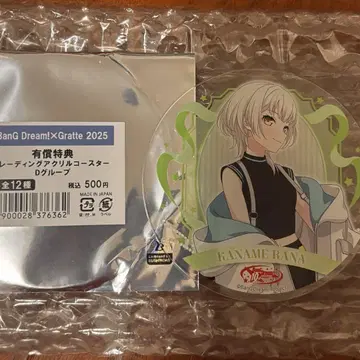 BanG Dream!×Gratte 2025
有償特典
レーディングアクリルコースター
Dグループ
全12種
税込 500円
MADE IN JAPAN
900028 376362
KANAME RANA